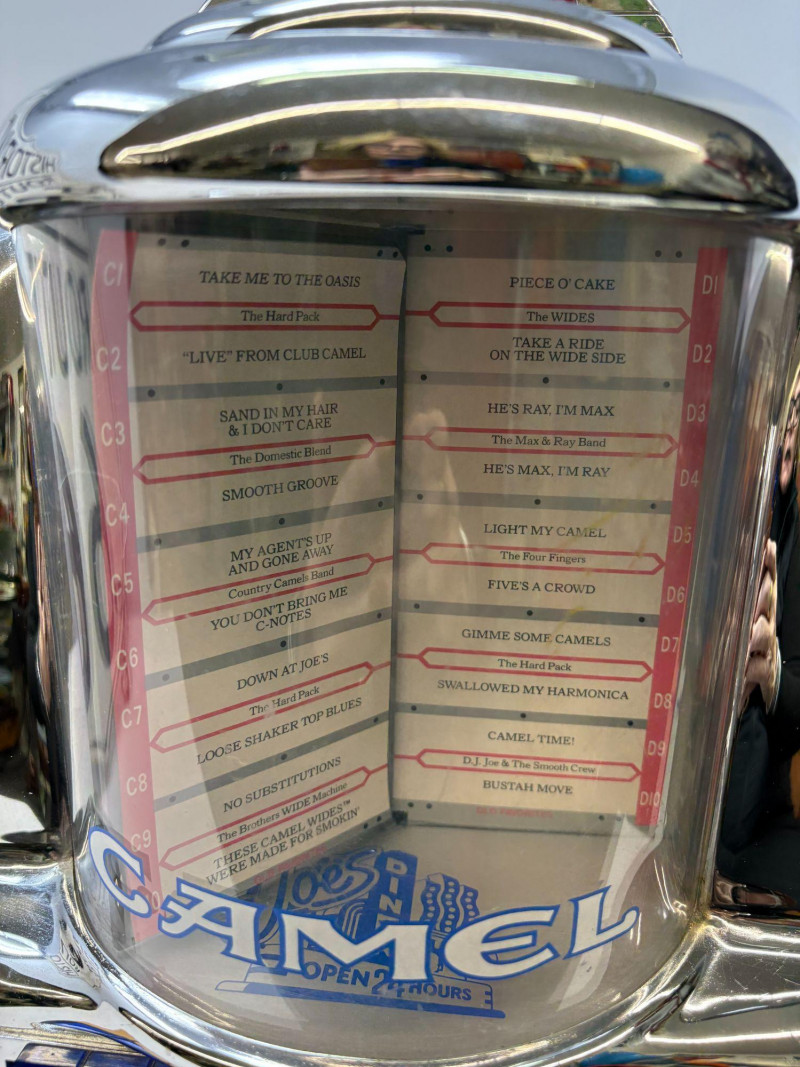 C1
TAKE ME TO THE OASIS
The Hard Pack
C2
"LIVE" FROM CLUB CAMEL
C3
SAND IN MY HAIR
& I DON'T CARE
The Domestic Blend
C4
SMOOTH GROOVE
C5
MY AGENT'S UP
AND GONE AWAY
Country Camels Band
C6
YOU DON'T BRING ME
C-NOTES
C7
DOWN AT JOE'S
The Hard Pack
C8
LOOSE SHAKER TOP BLUES
C9
NO SUBSTITUTIONS
The Brothers WIDE Machine
THESE CAMEL WIDES™
WERE MADE FOR SMOKIN'
D1
PIECE O' CAKE
The WIDES
D2
TAKE A RIDE
ON THE WIDE SIDE
D3
HE'S RAY, I'M MAX
The Max & Ray Band
D4
HE'S MAX, I'M RAY
D5
LIGHT MY CAMEL
The Four Fingers
D6
FIVE'S A CROWD
D7
GIMME SOME CAMELS
The Hard Pack
D8
SWALLOWED MY HARMONICA
D9
CAMEL TIME!
D.J. Joe & The Smooth Crew
D10
BUSTAH MOVE
Joe's
DINER
CAMEL
OPEN 24 HOURS